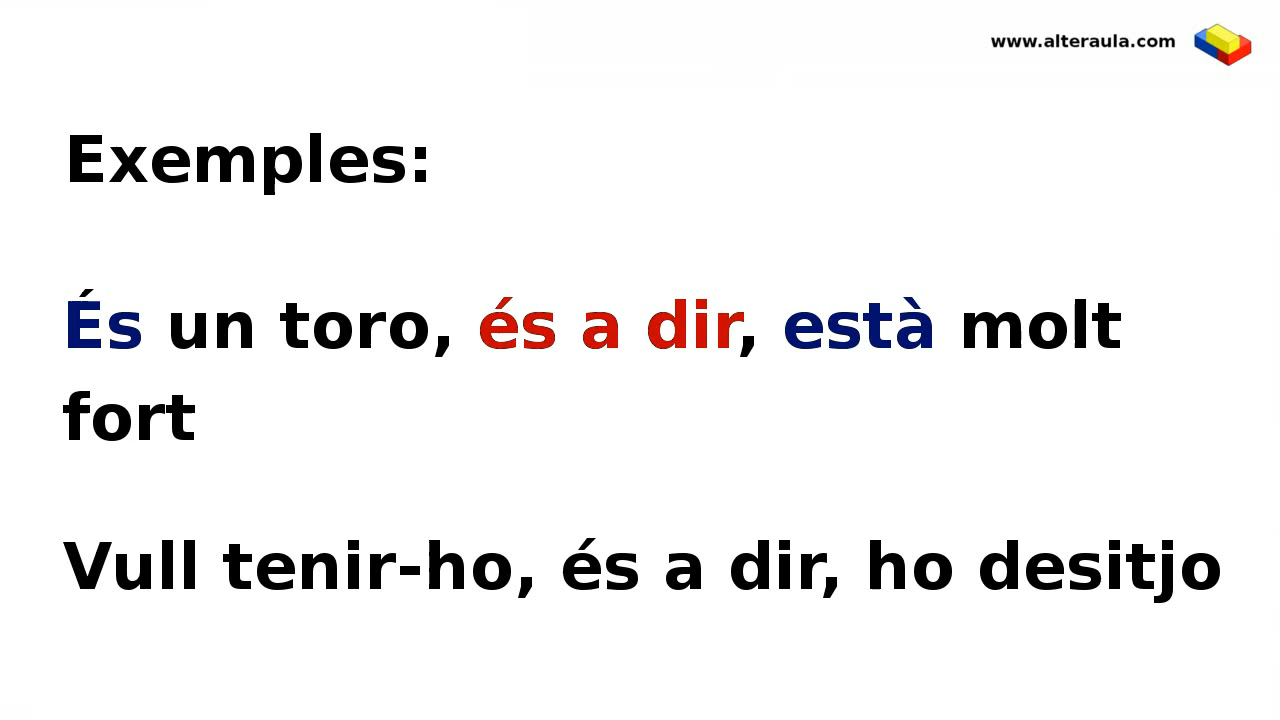 www.alteraula.com
Exemples:
És un toro, és a dir, està molt
fort
Vull tenir-ho, és a dir, ho desitjo